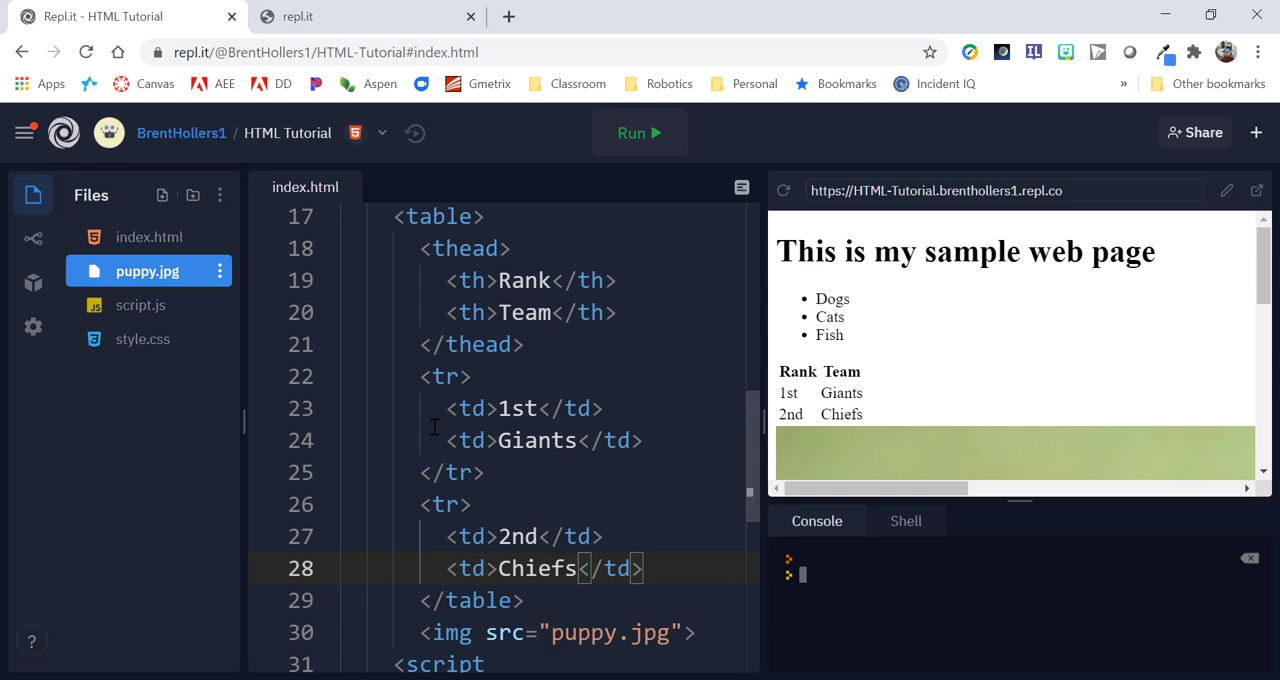 Repl.it - HTML Tutorial
repl.it
repl.it/@BrentHollers1/HTML-Tutorial#index.html
Apps
Canvas
AEE
DD
Aspen
Gmetrix
Classroom
Robotics
Personal
Bookmarks
Incident IQ
»
Other bookmarks
BrentHollers1 / HTML Tutorial
Run
Share
Files
index.html
puppy.jpg
script.js
style.css
index.html
17 <table>
18 <thead>
19 <th>Rank</th>
20 <th>Team</th>
21 </thead>
22 <tr>
23 <td>1st</td>
24 <td>Giants</td>
25 </tr>
26 <tr>
27 <td>2nd</td>
28 <td>Chiefs</td>
29 </table>
30 <img src="puppy.jpg">
31 <script
https://HTML-Tutorial.brenthollers1.repl.co
This is my sample web page
• Dogs
• Cats
• Fish
Rank Team
1st Giants
2nd Chiefs
Console
Shell
?